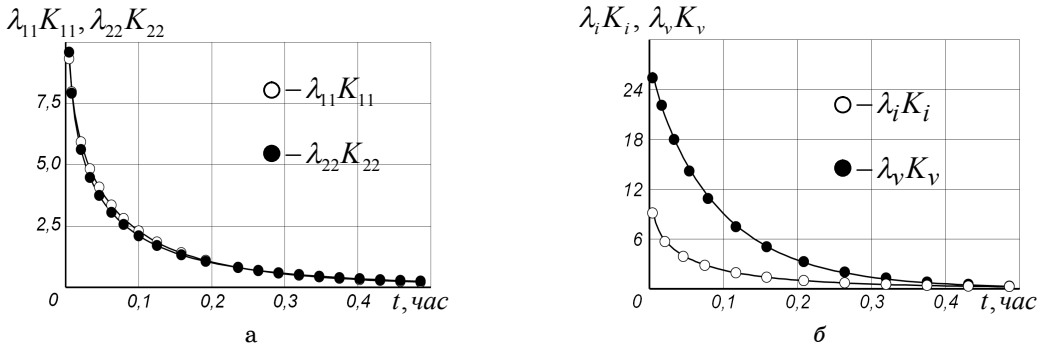 λ₁₁K₁₁, λ₂₂K₂₂
7,5
5,0
2,5
0
0,1
0,2
0,3
0,4
t, час
–λ₁₁K₁₁
–λ₂₂K₂₂
а
λᵢKᵢ, λᵥKᵥ
24
18
12
6
0
0,1
0,2
0,3
0,4
t, час
–λᵢKᵢ
–λᵥKᵥ
б